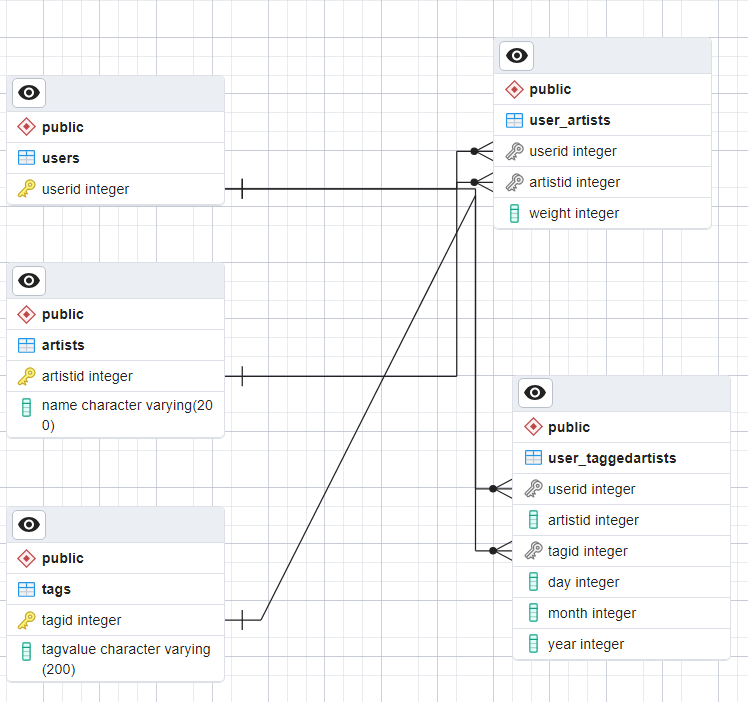 public
users
userid integer
public
artists
artistid integer
name character varying(20
0)
public
tags
tagid integer
tagvalue character varying
(200)
public
user_artists
userid integer
artistid integer
weight integer
public
user_taggedartists
userid integer
artistid integer
tagid integer
day integer
month integer
year integer